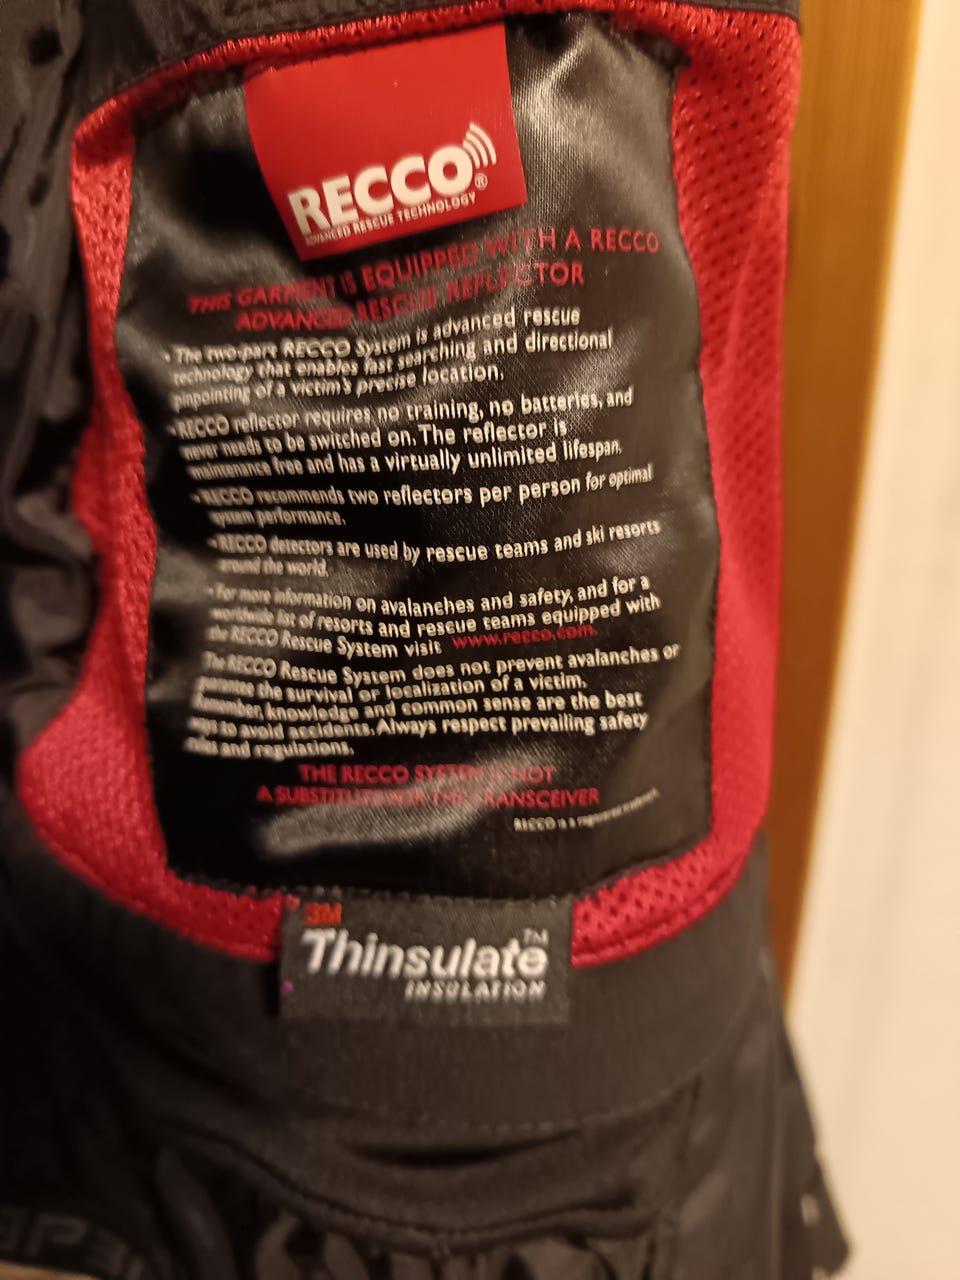 RECCO®
ADVANCED RESCUE TECHNOLOGY
THIS GARMENT IS EQUIPPED WITH A RECCO
ADVANCED RESCUE REFLECTOR
• The two-part RECCO System is advanced rescue
technology that enables fast searching and directional
pinpointing of a victim's precise location.
• RECCO reflector requires no training, no batteries, and
never needs to be switched on. The reflector is
maintenance free and has a virtually unlimited lifespan.
• RECCO recommends two reflectors per person for optimal
system performance.
• RECCO detectors are used by rescue teams and ski resorts
around the world.
• For more information on avalanches and safety, and for a
worldwide list of resorts and rescue teams equipped with
the RECCO Rescue System visit www.recco.com.
The RECCO Rescue System does not prevent avalanches or
guarantee the survival or localization of a victim.
Remember, knowledge and common sense are the best
ways to avoid accidents. Always respect prevailing safety
rules and regulations.
THE RECCO SYSTEM IS NOT
A SUBSTITUTE FOR THE TRANSCEIVER
RECCO is a registered trademark
3M
Thinsulate™
INSULATION